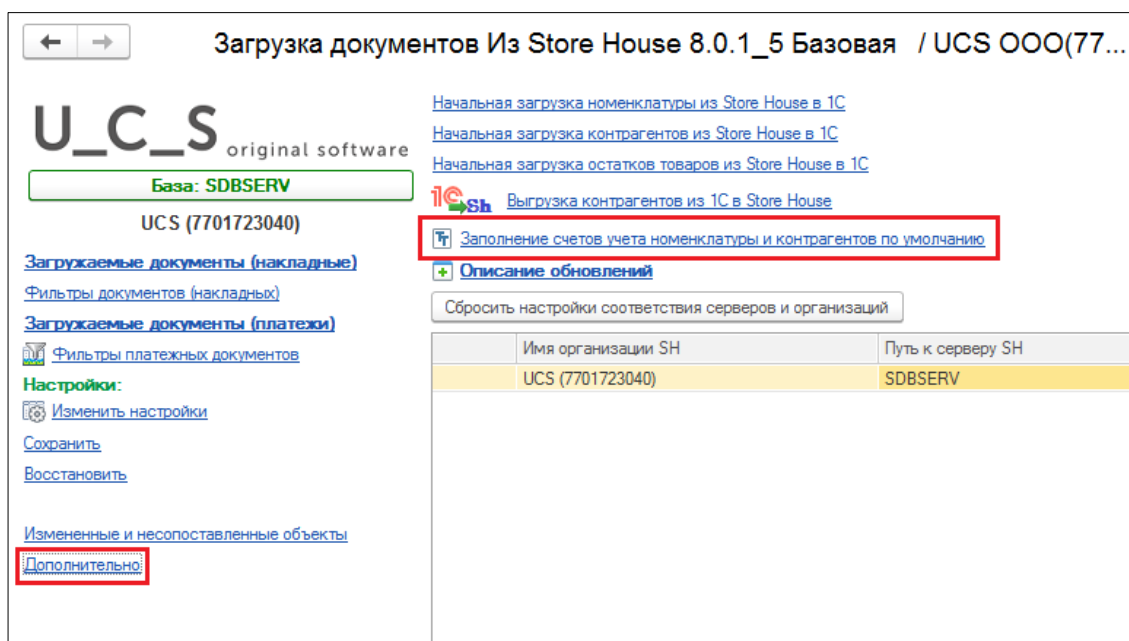 Загрузка документов Из Store House 8.0.1_5 Базовая / UCS ООО(77...
U_C_S original software
База: SDBSERV
UCS (7701723040)
Загружаемые документы (накладные)
Фильтры документов (накладных)
Загружаемые документы (платежи)
Фильтры платежных документов
Настройки:
Изменить настройки
Сохранить
Восстановить
Измененные и несопоставленные объекты
Дополнительно
Начальная загрузка номенклатуры из Store House в 1С
Начальная загрузка контрагентов из Store House в 1С
Начальная загрузка остатков товаров из Store House в 1С
1С Sh Выгрузка контрагентов из 1С в Store House
Тт Заполнение счетов учета номенклатуры и контрагентов по умолчанию
Описание обновлений
Сбросить настройки соответствия серверов и организаций
Имя организации SH Путь к серверу SH
UCS (7701723040) SDBSERV